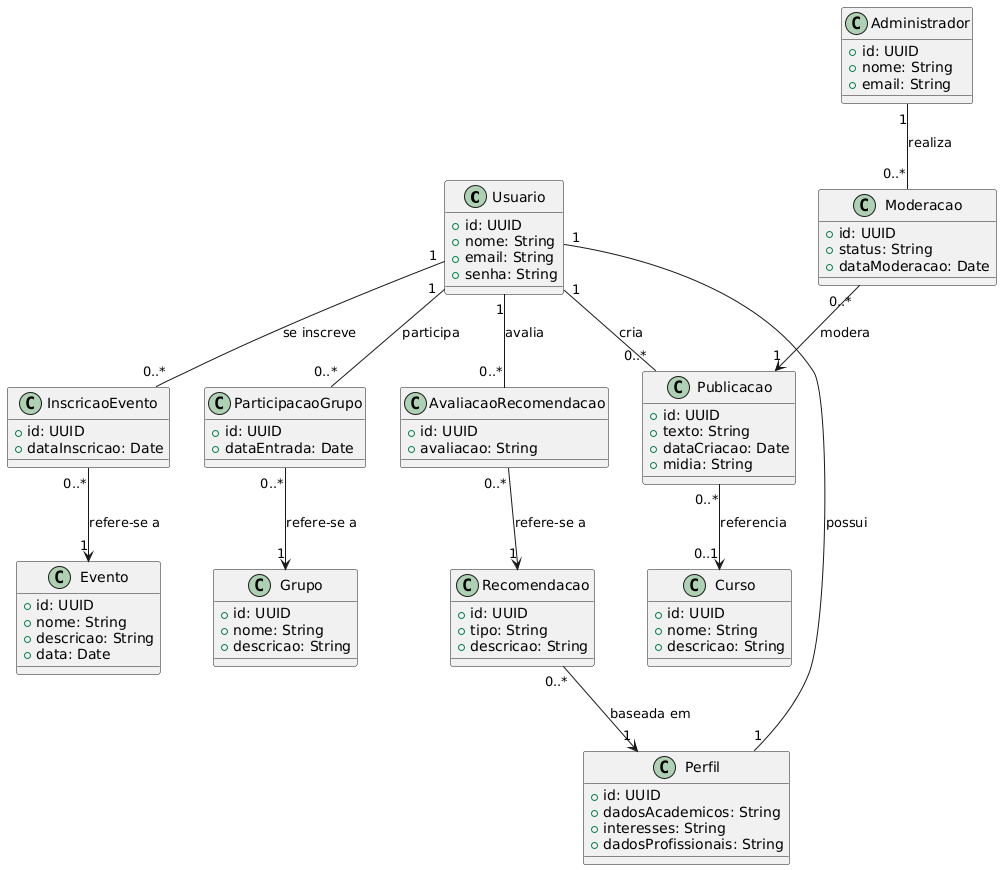 C Administrador
id: UUID
nome: String
email: String
1
realiza
0..*
C Moderacao
id: UUID
status: String
dataModeracao: Date
0..*
modera
1
C Usuario
id: UUID
nome: String
email: String
senha: String
1
se inscreve
0..*
1
participa
0..*
1
avalia
0..*
1
cria
0..*
1
possui
1
C InscricaoEvento
id: UUID
dataInscricao: Date
0..*
refere-se a
1
C ParticipacaoGrupo
id: UUID
dataEntrada: Date
0..*
refere-se a
1
C AvaliacaoRecomendacao
id: UUID
avaliacao: String
0..*
refere-se a
1
C Publicacao
id: UUID
texto: String
dataCriacao: Date
midia: String
0..*
referencia
0..1
C Evento
id: UUID
nome: String
descricao: String
data: Date
C Grupo
id: UUID
nome: String
descricao: String
C Recomendacao
id: UUID
tipo: String
descricao: String
0..*
baseada em
1
C Curso
id: UUID
nome: String
descricao: String
C Perfil
id: UUID
dadosAcademicos: String
interesses: String
dadosProfissionais: String